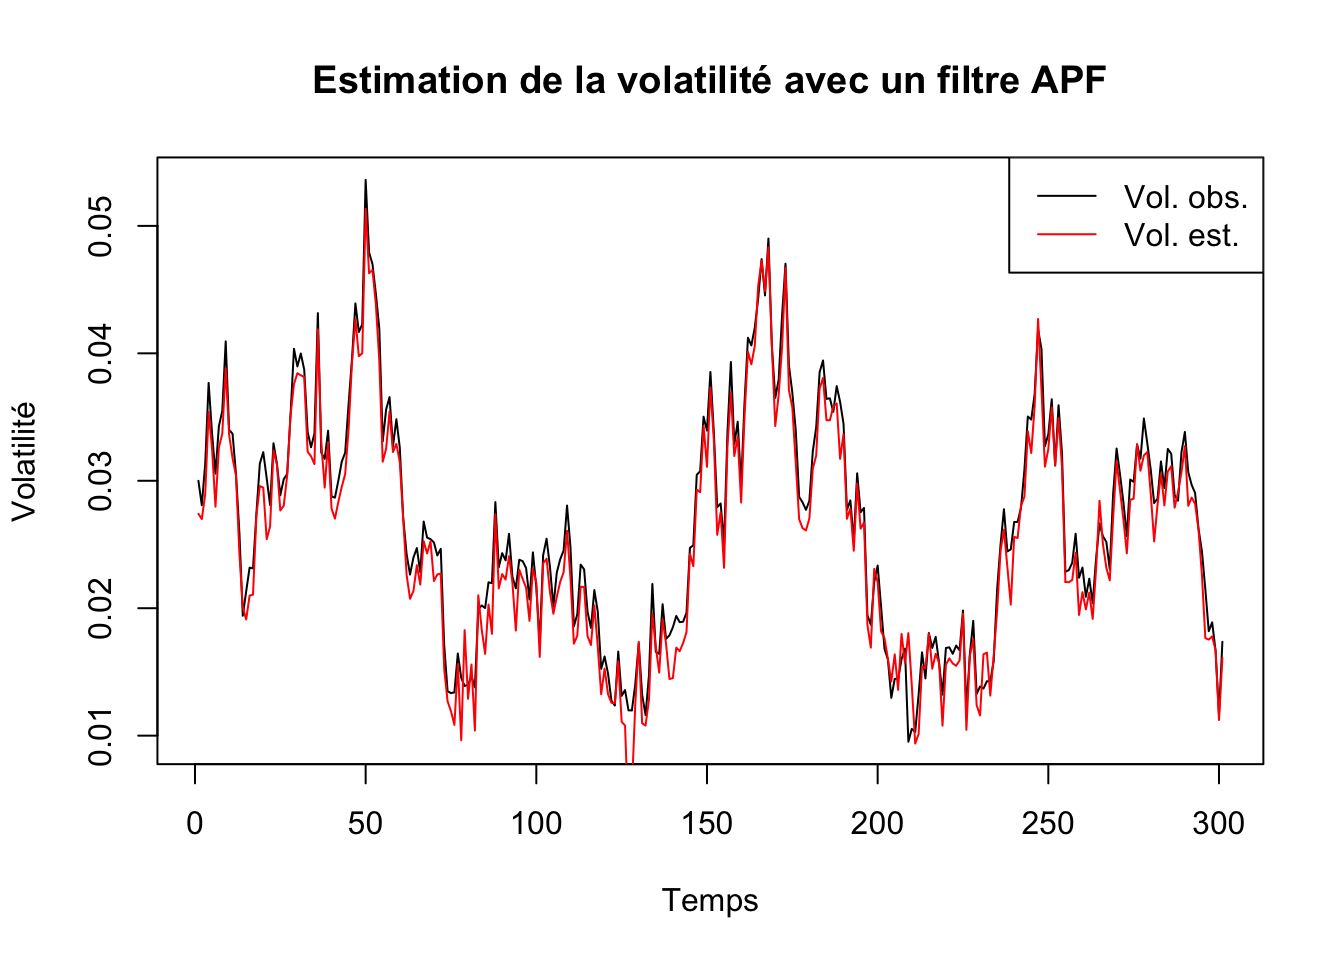 Estimation de la volatilité avec un filtre APF
Vol. obs.
Vol. est.
Volatilité
0.05
0.04
0.03
0.02
0.01
0 50 100 150 200 250 300
Temps